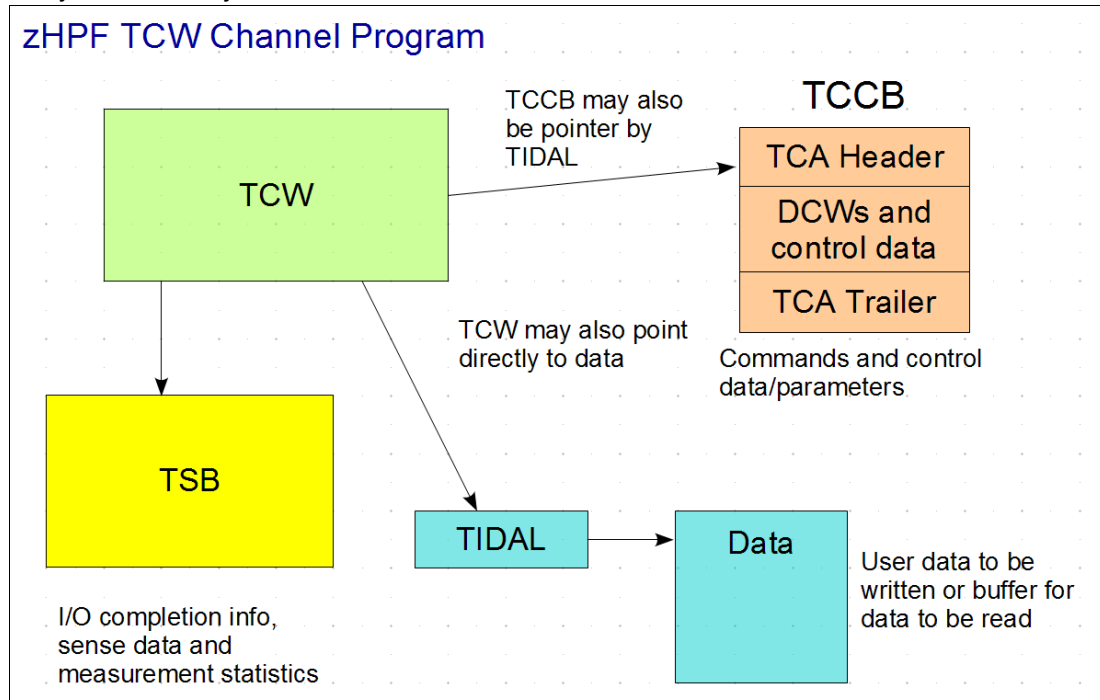 zHPF TCW Channel Program
TCCB may also
be pointer by
TIDAL
TCCB
TCW
TCA Header
DCWs and
control data
TCA Trailer
TCW may also point
directly to data
Commands and control
data/parameters
TSB
TIDAL
Data
User data to be
written or buffer for
data to be read
I/O completion info,
sense data and
measurement statistics